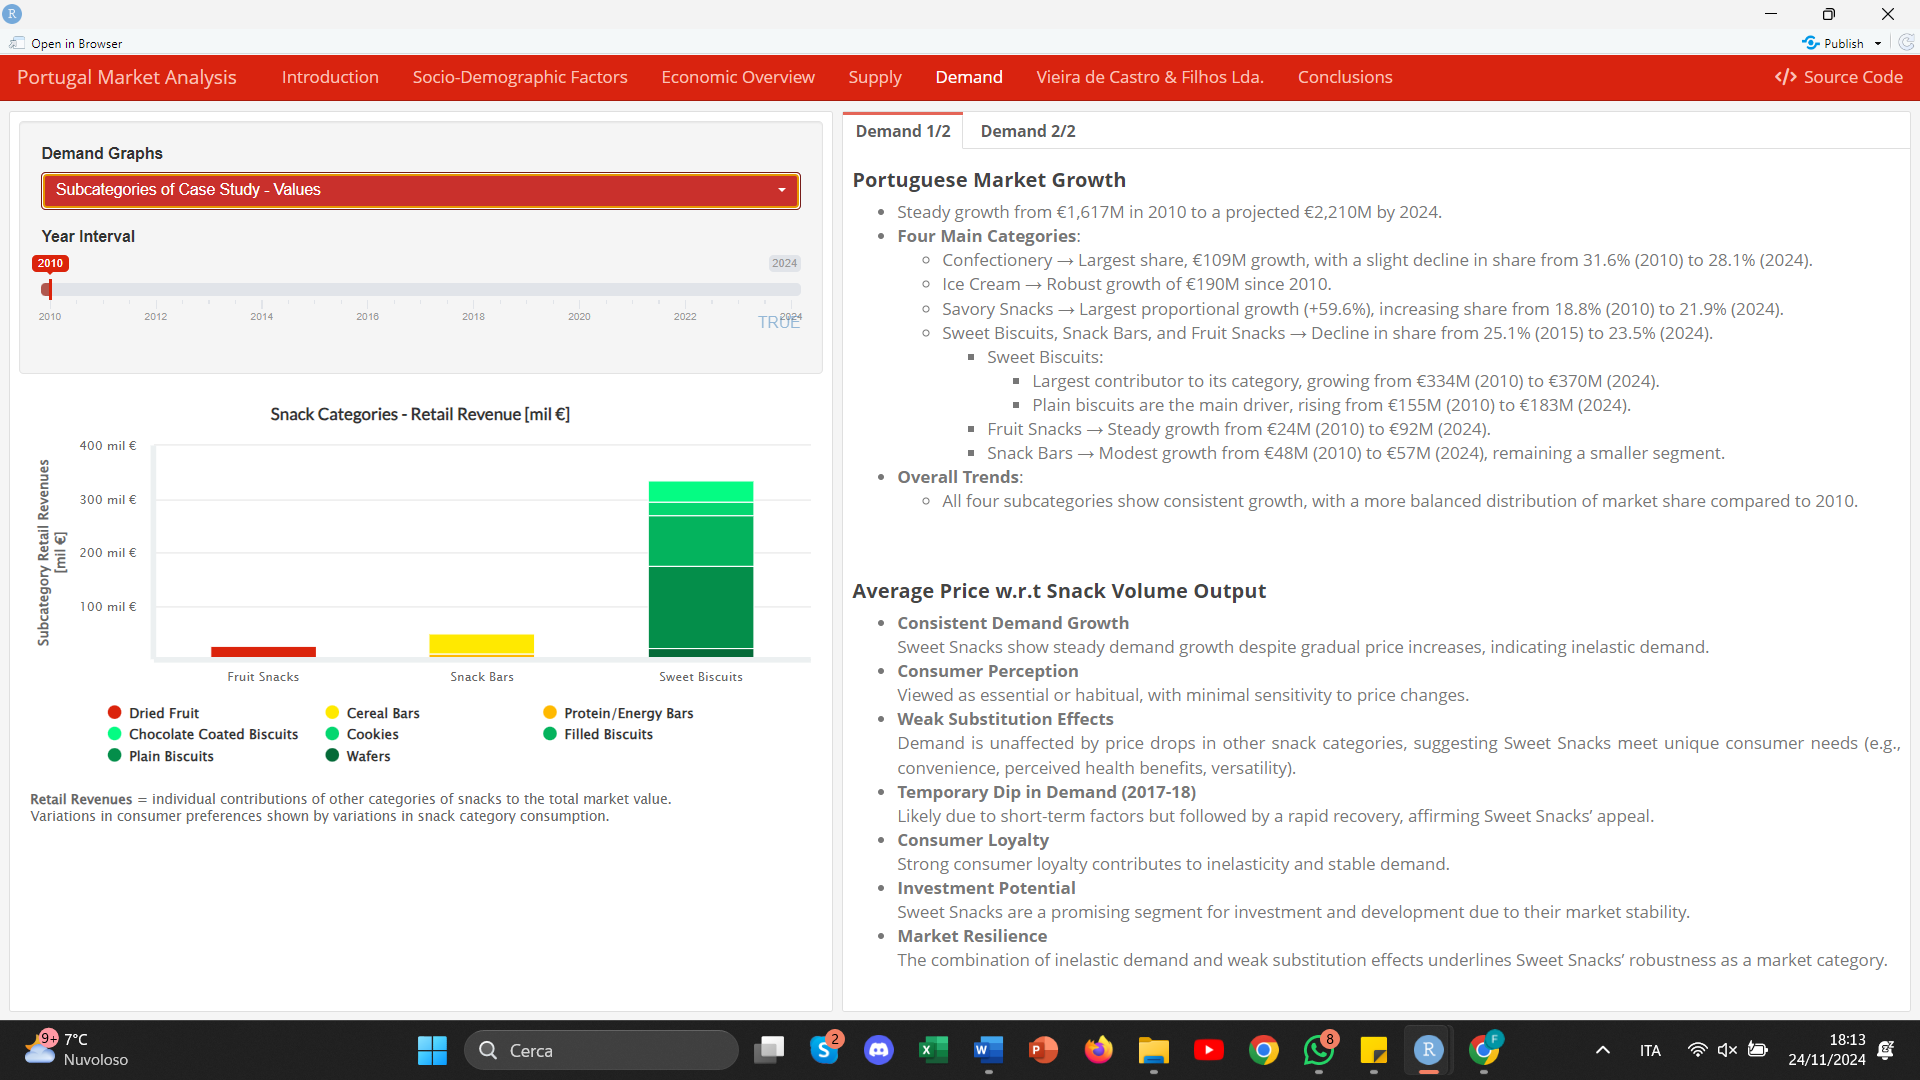 R
Open in Browser
Publish
Portugal Market Analysis
Introduction
Socio-Demographic Factors
Economic Overview
Supply
Demand
Vieira de Castro & Filhos Lda.
Conclusions
</> Source Code
Demand Graphs
Subcategories of Case Study - Values
Year Interval
2010
2024
2010
2012
2014
2016
2018
2020
2022
2024
TRUE
Snack Categories - Retail Revenue [mil €]
Subcategory Retail Revenues
[mil €]
400 mil €
300 mil €
200 mil €
100 mil €
Fruit Snacks
Snack Bars
Sweet Biscuits
Dried Fruit
Cereal Bars
Protein/Energy Bars
Chocolate Coated Biscuits
Cookies
Filled Biscuits
Plain Biscuits
Wafers
Retail Revenues = individual contributions of other categories of snacks to the total market value.
Variations in consumer preferences shown by variations in snack category consumption.
Demand 1/2
Demand 2/2
Portuguese Market Growth
• Steady growth from €1,617M in 2010 to a projected €2,210M by 2024.
• Four Main Categories:
◦ Confectionery → Largest share, €109M growth, with a slight decline in share from 31.6% (2010) to 28.1% (2024).
◦ Ice Cream → Robust growth of €190M since 2010.
◦ Savory Snacks → Largest proportional growth (+59.6%), increasing share from 18.8% (2010) to 21.9% (2024).
◦ Sweet Biscuits, Snack Bars, and Fruit Snacks → Decline in share from 25.1% (2015) to 23.5% (2024).
▪ Sweet Biscuits:
▪ Largest contributor to its category, growing from €334M (2010) to €370M (2024).
▪ Plain biscuits are the main driver, rising from €155M (2010) to €183M (2024).
▪ Fruit Snacks → Steady growth from €24M (2010) to €92M (2024).
▪ Snack Bars → Modest growth from €48M (2010) to €57M (2024), remaining a smaller segment.
• Overall Trends:
◦ All four subcategories show consistent growth, with a more balanced distribution of market share compared to 2010.
Average Price w.r.t Snack Volume Output
• Consistent Demand Growth
Sweet Snacks show steady demand growth despite gradual price increases, indicating inelastic demand.
• Consumer Perception
Viewed as essential or habitual, with minimal sensitivity to price changes.
• Weak Substitution Effects
Demand is unaffected by price drops in other snack categories, suggesting Sweet Snacks meet unique consumer needs (e.g.,
convenience, perceived health benefits, versatility).
• Temporary Dip in Demand (2017-18)
Likely due to short-term factors but followed by a rapid recovery, affirming Sweet Snacks’ appeal.
• Consumer Loyalty
Strong consumer loyalty contributes to inelasticity and stable demand.
• Investment Potential
Sweet Snacks are a promising segment for investment and development due to their market stability.
• Market Resilience
The combination of inelastic demand and weak substitution effects underlines Sweet Snacks’ robustness as a market category.
9+
7°C
Nuvoloso
Cerca
S
2
W
P
8
R
F
ITA
18:13
24/11/2024